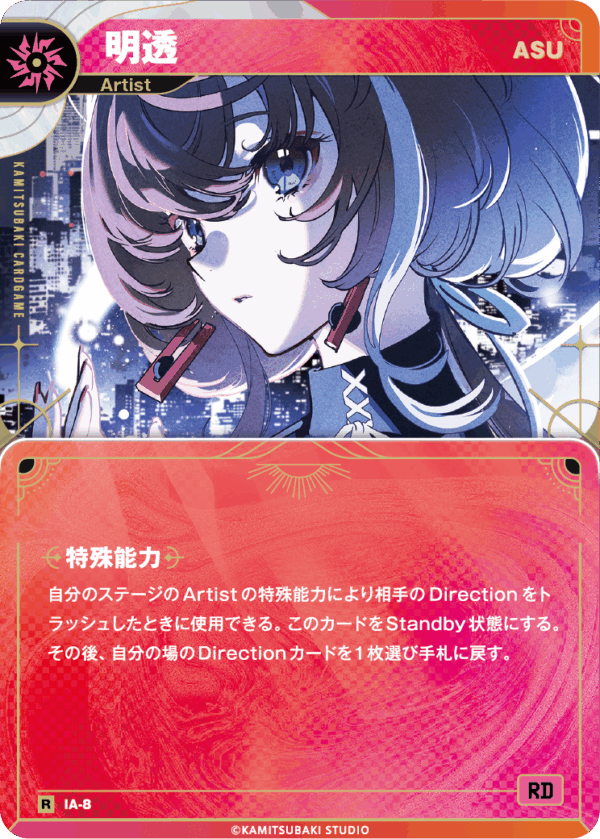 明透
ASU
Artist
KAMITSUBAKI CARDGAME
特殊能力
自分のステージのArtistの特殊能力により相手のDirectionをト
ラッシュしたときに使用できる。このカードをStandby状態にする。
その後、自分の場のDirectionカードを1枚選び手札に戻す。
R IA-8
RD
©KAMITSUBAKI STUDIO